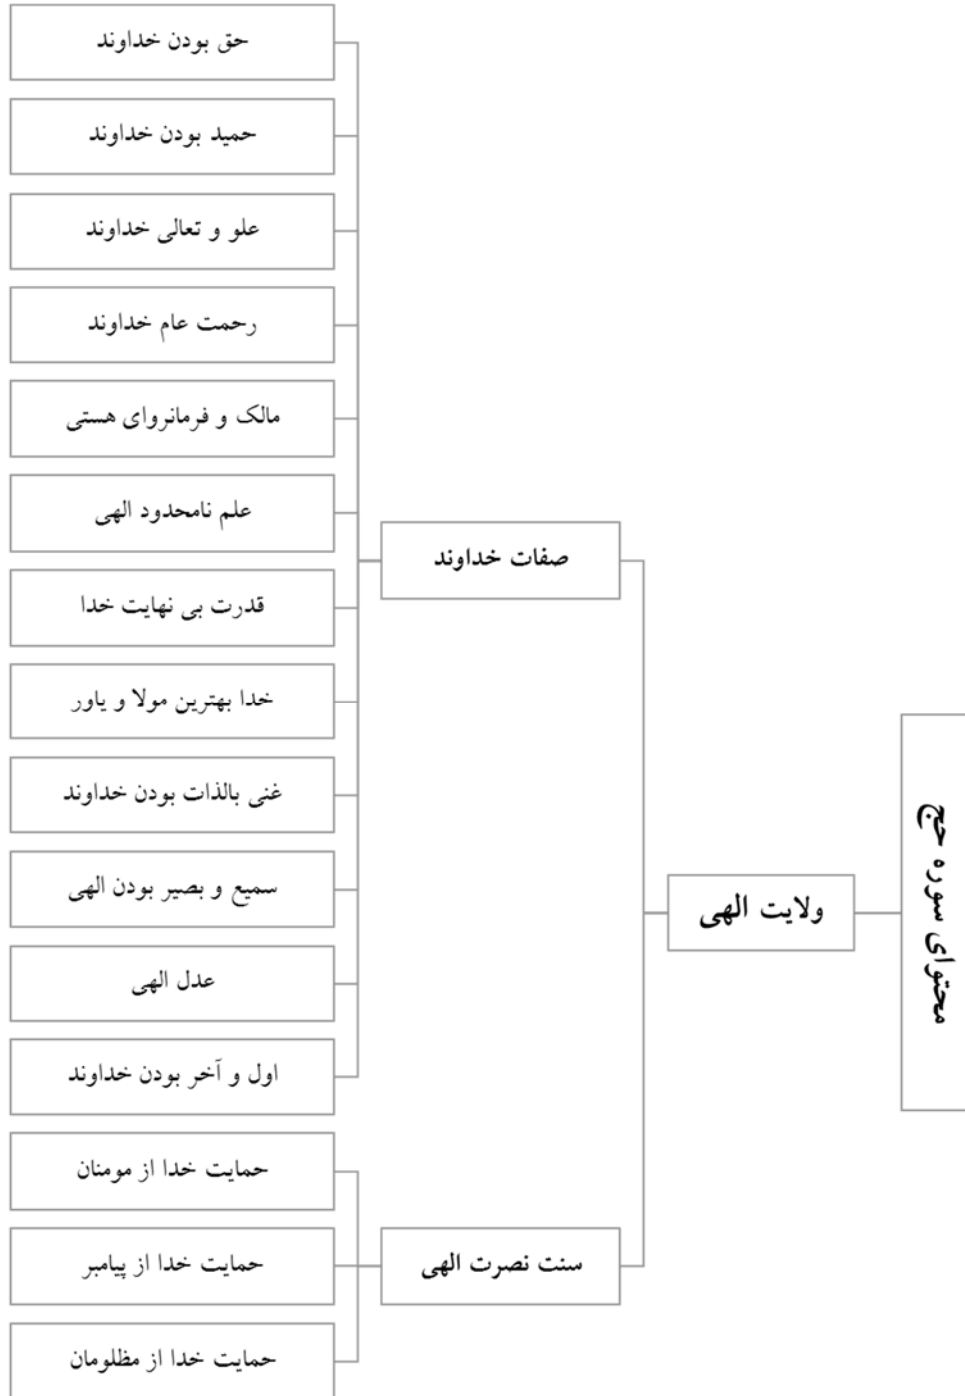 محتوای سوره حج
ولایت الهی
صفات خداوند
حق بودن خداوند
حمید بودن خداوند
علو و تعالی خداوند
رحمت عام خداوند
مالک و فرمانروای هستی
علم نامحدود الهی
قدرت بی نهایت خدا
خدا بهترین مولا و یاور
غنی بالذات بودن خداوند
سمیع و بصیر بودن الهی
عدل الهی
اول و آخر بودن خداوند
سنت نصرت الهی
حمایت خدا از مومنان
حمایت خدا از پیامبر
حمایت خدا از مظلومان